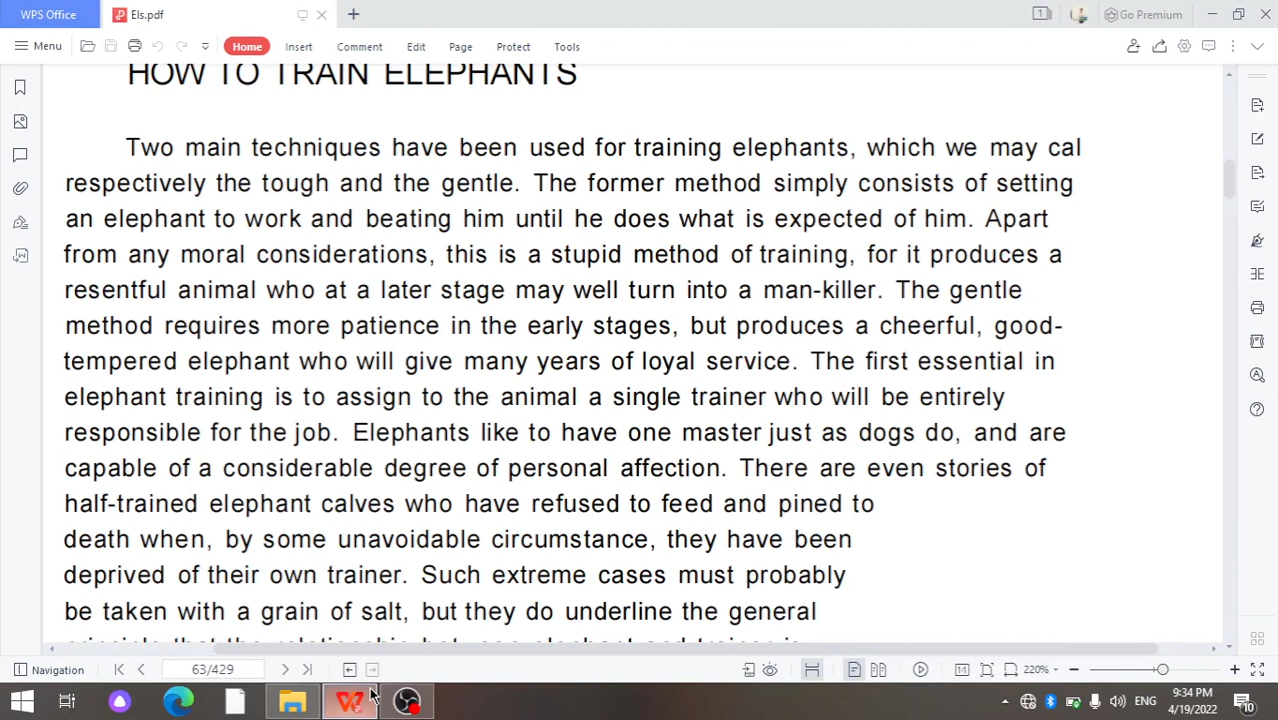 WPS Office
Els.pdf
Go Premium
Menu
Home
Insert
Comment
Edit
Page
Protect
Tools
HOW TO TRAIN ELEPHANTS
Two main techniques have been used for training elephants, which we may cal
respectively the tough and the gentle. The former method simply consists of setting
an elephant to work and beating him until he does what is expected of him. Apart
from any moral considerations, this is a stupid method of training, for it produces a
resentful animal who at a later stage may well turn into a man-killer. The gentle
method requires more patience in the early stages, but produces a cheerful, good-
tempered elephant who will give many years of loyal service. The first essential in
elephant training is to assign to the animal a single trainer who will be entirely
responsible for the job. Elephants like to have one master just as dogs do, and are
capable of a considerable degree of personal affection. There are even stories of
half-trained elephant calves who have refused to feed and pined to
death when, by some unavoidable circumstance, they have been
deprived of their own trainer. Such extreme cases must probably
be taken with a grain of salt, but they do underline the general
principle that the relationship between elephant and trainer is
Navigation
63/429
220%
ENG
9:34 PM
4/19/2022
10